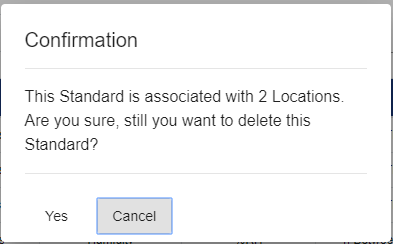 Confirmation
This Standard is associated with 2 Locations.
Are you sure, still you want to delete this
Standard?
Yes Cancel